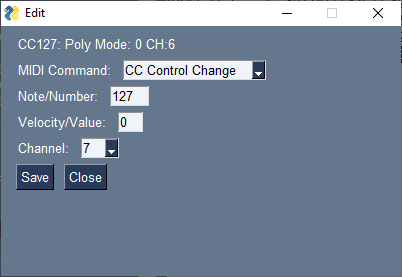 Edit
CC127: Poly Mode: 0 CH:6
MIDI Command: CC Control Change
Note/Number: 127
Velocity/Value: 0
Channel: 7
Save Close